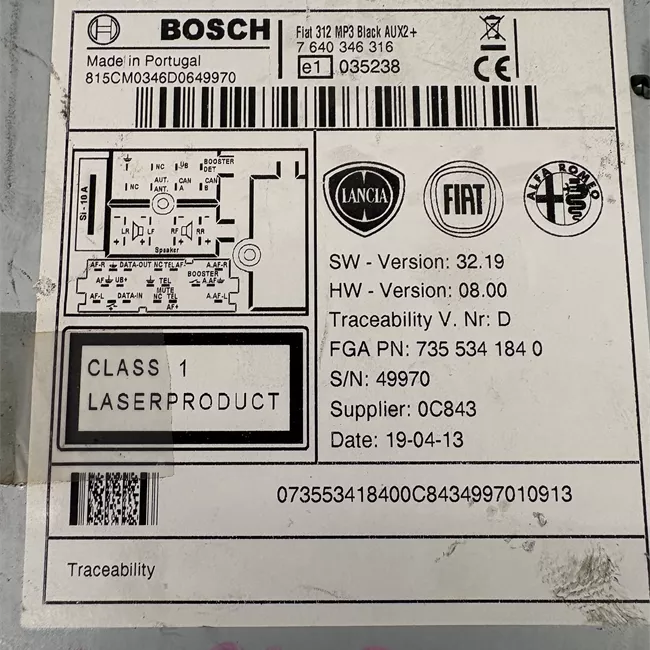 BOSCH
Fiat 312 MP3 Black AUX2+
7 640 346 316
Made in Portugal
e1 035238
CE
815CM0346D0649970
Si - 10 A
NC UB BOOSTER DET
NC AUT. ANT. CAN A CAN B
LR LF RF RR
+ + + +
Speaker
AF-R DATA-OUT NC TEL AF-
AF UB+ TEL MUTE BOOSTER A.AF A.AF-R
AF-L DATA-IN NC TEL AF+ A.AF-L
LANCIA
FIAT
ALFA ROMEO
SW - Version: 32.19
HW - Version: 08.00
Traceability V. Nr: D
FGA PN: 735 534 184 0
S/N: 49970
Supplier: 0C843
Date: 19-04-13
CLASS 1
LASERPRODUCT
073553418400C8434997010913
Traceability